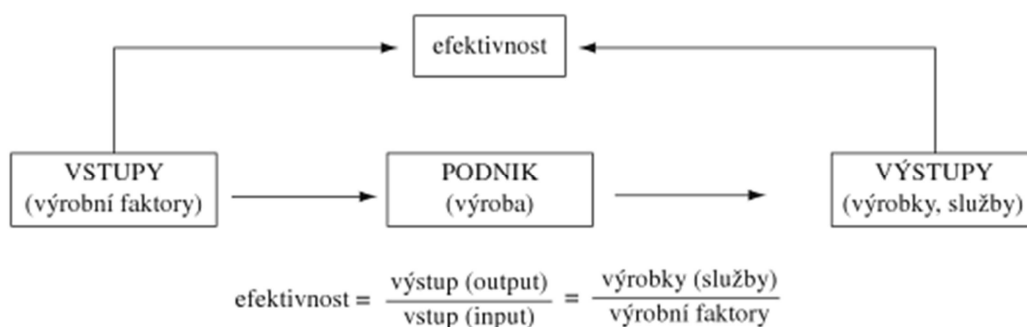 efektivnost
VSTUPY
(výrobní faktory)
PODNIK
(výroba)
VÝSTUPY
(výrobky, služby)
efektivnost = výstup (output) / vstup (input) = výrobky (služby) / výrobní faktory